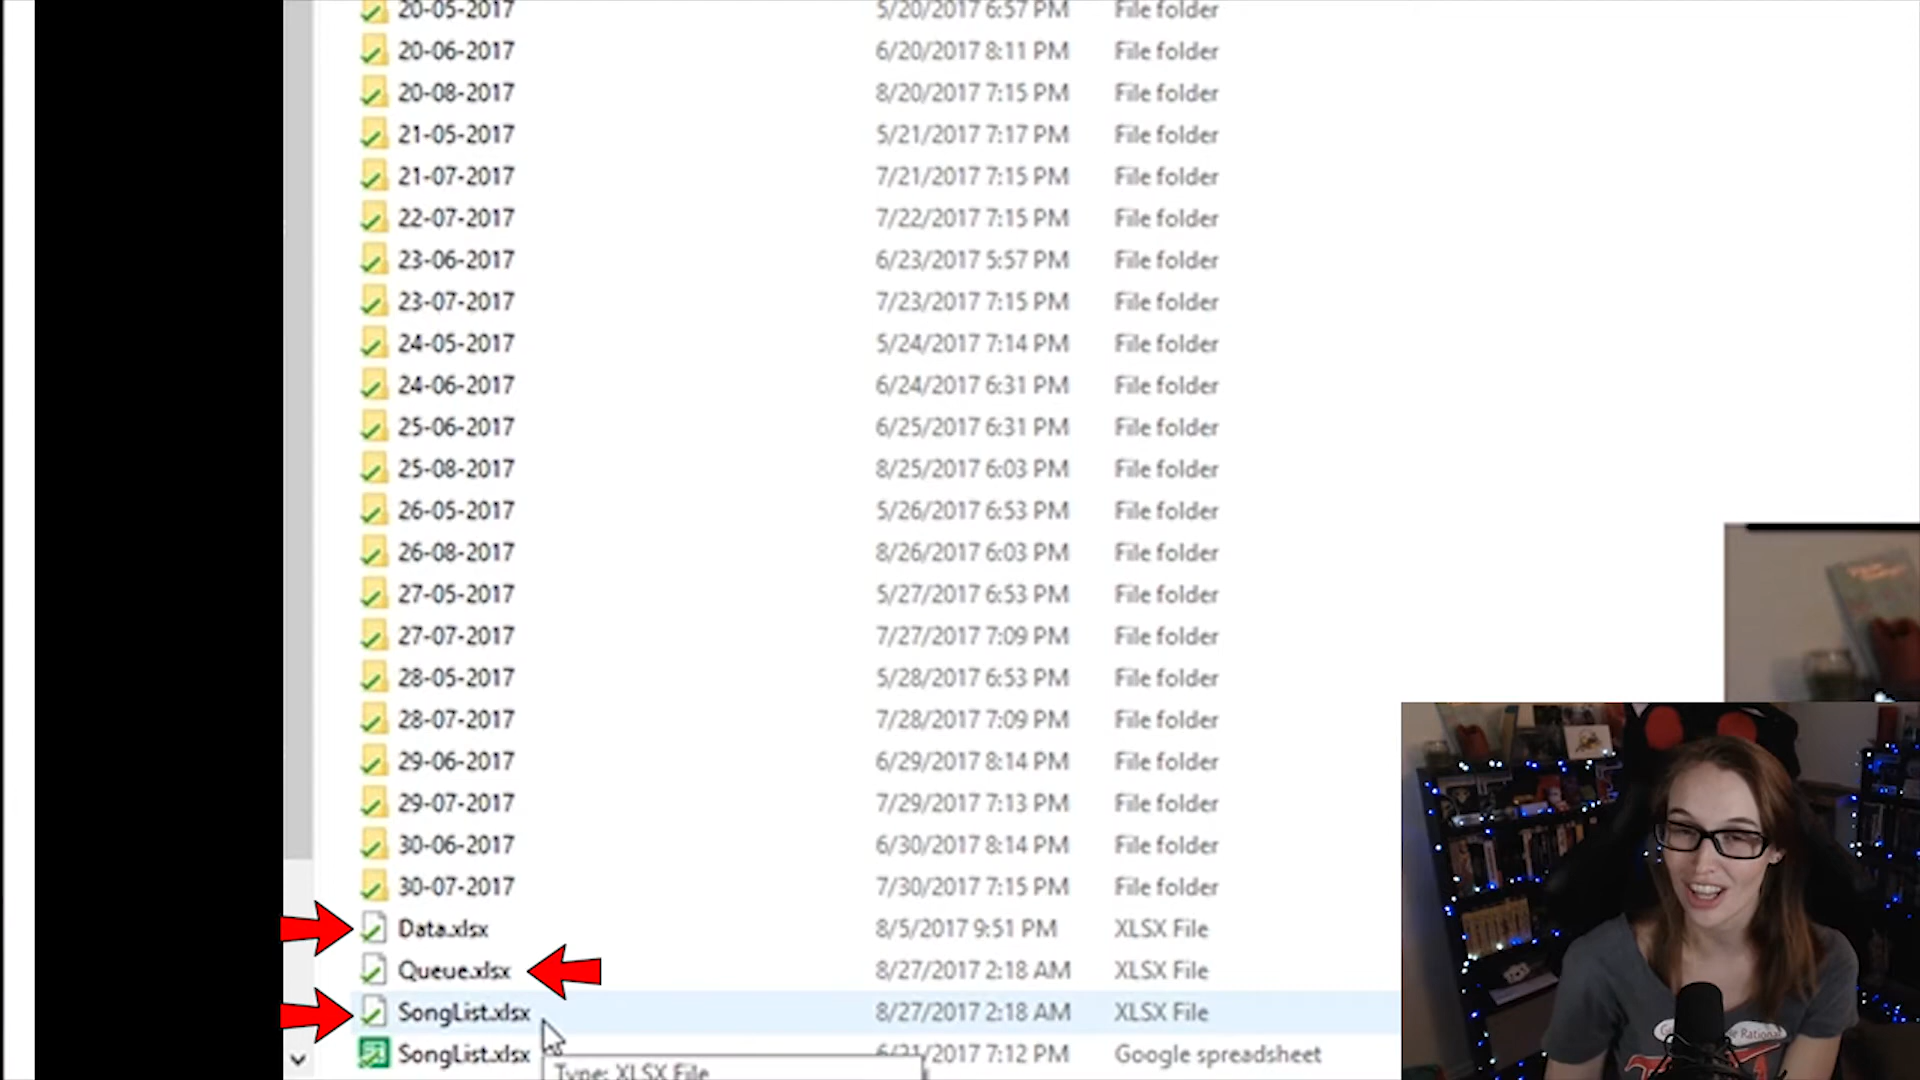 20-05-2017 5/20/2017 6:57 PM File folder
20-06-2017 6/20/2017 8:11 PM File folder
20-08-2017 8/20/2017 7:15 PM File folder
21-05-2017 5/21/2017 7:17 PM File folder
21-07-2017 7/21/2017 7:15 PM File folder
22-07-2017 7/22/2017 7:15 PM File folder
23-06-2017 6/23/2017 5:57 PM File folder
23-07-2017 7/23/2017 7:15 PM File folder
24-05-2017 5/24/2017 7:14 PM File folder
24-06-2017 6/24/2017 6:31 PM File folder
25-06-2017 6/25/2017 6:31 PM File folder
25-08-2017 8/25/2017 6:03 PM File folder
26-05-2017 5/26/2017 6:53 PM File folder
26-08-2017 8/26/2017 6:03 PM File folder
27-05-2017 5/27/2017 6:53 PM File folder
27-07-2017 7/27/2017 7:09 PM File folder
28-05-2017 5/28/2017 6:53 PM File folder
28-07-2017 7/28/2017 7:09 PM File folder
29-06-2017 6/29/2017 8:14 PM File folder
29-07-2017 7/29/2017 7:13 PM File folder
30-06-2017 6/30/2017 8:14 PM File folder
30-07-2017 7/30/2017 7:15 PM File folder
Data.xlsx 8/5/2017 9:51 PM XLSX File
Queue.xlsx 8/27/2017 2:18 AM XLSX File
SongList.xlsx 8/27/2017 2:18 AM XLSX File
SongList.xlsx 6/21/2017 7:12 PM Google spreadsheet
Type: XLSX File